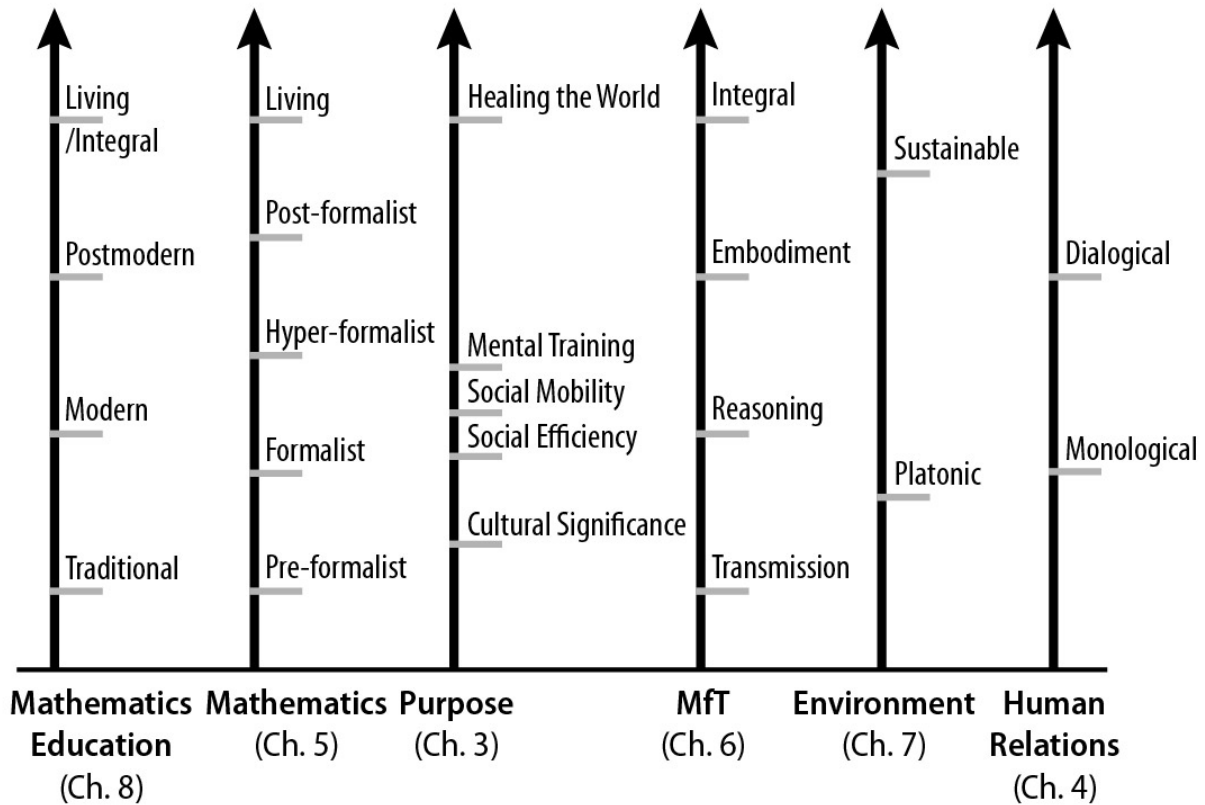 Living
/Integral
Postmodern
Modern
Traditional
Mathematics
Education
(Ch. 8)
Living
Post-formalist
Hyper-formalist
Formalist
Pre-formalist
Mathematics
(Ch. 5)
Healing the World
Mental Training
Social Mobility
Social Efficiency
Cultural Significance
Purpose
(Ch. 3)
Integral
Embodiment
Reasoning
Transmission
MfT
(Ch. 6)
Sustainable
Platonic
Environment
(Ch. 7)
Dialogical
Monological
Human
Relations
(Ch. 4)